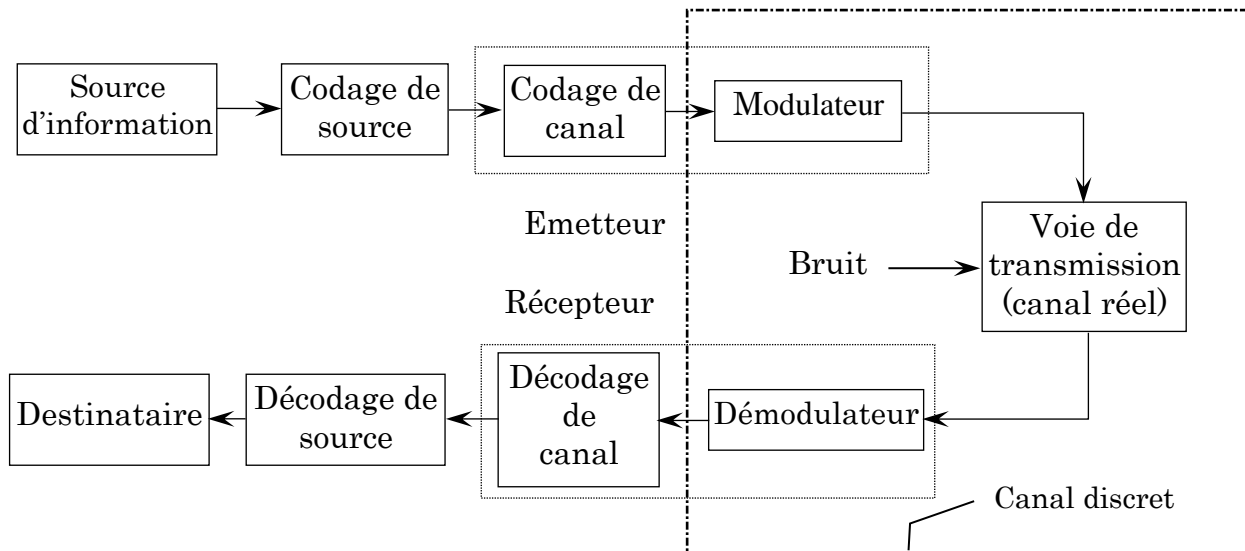 Source
d'information
Codage de
source
Codage de
canal
Modulateur
Emetteur
Voie de
transmission
(canal réel)
Bruit
Récepteur
Destinataire
Décodage de
source
Décodage
de
canal
Démodulateur
Canal discret